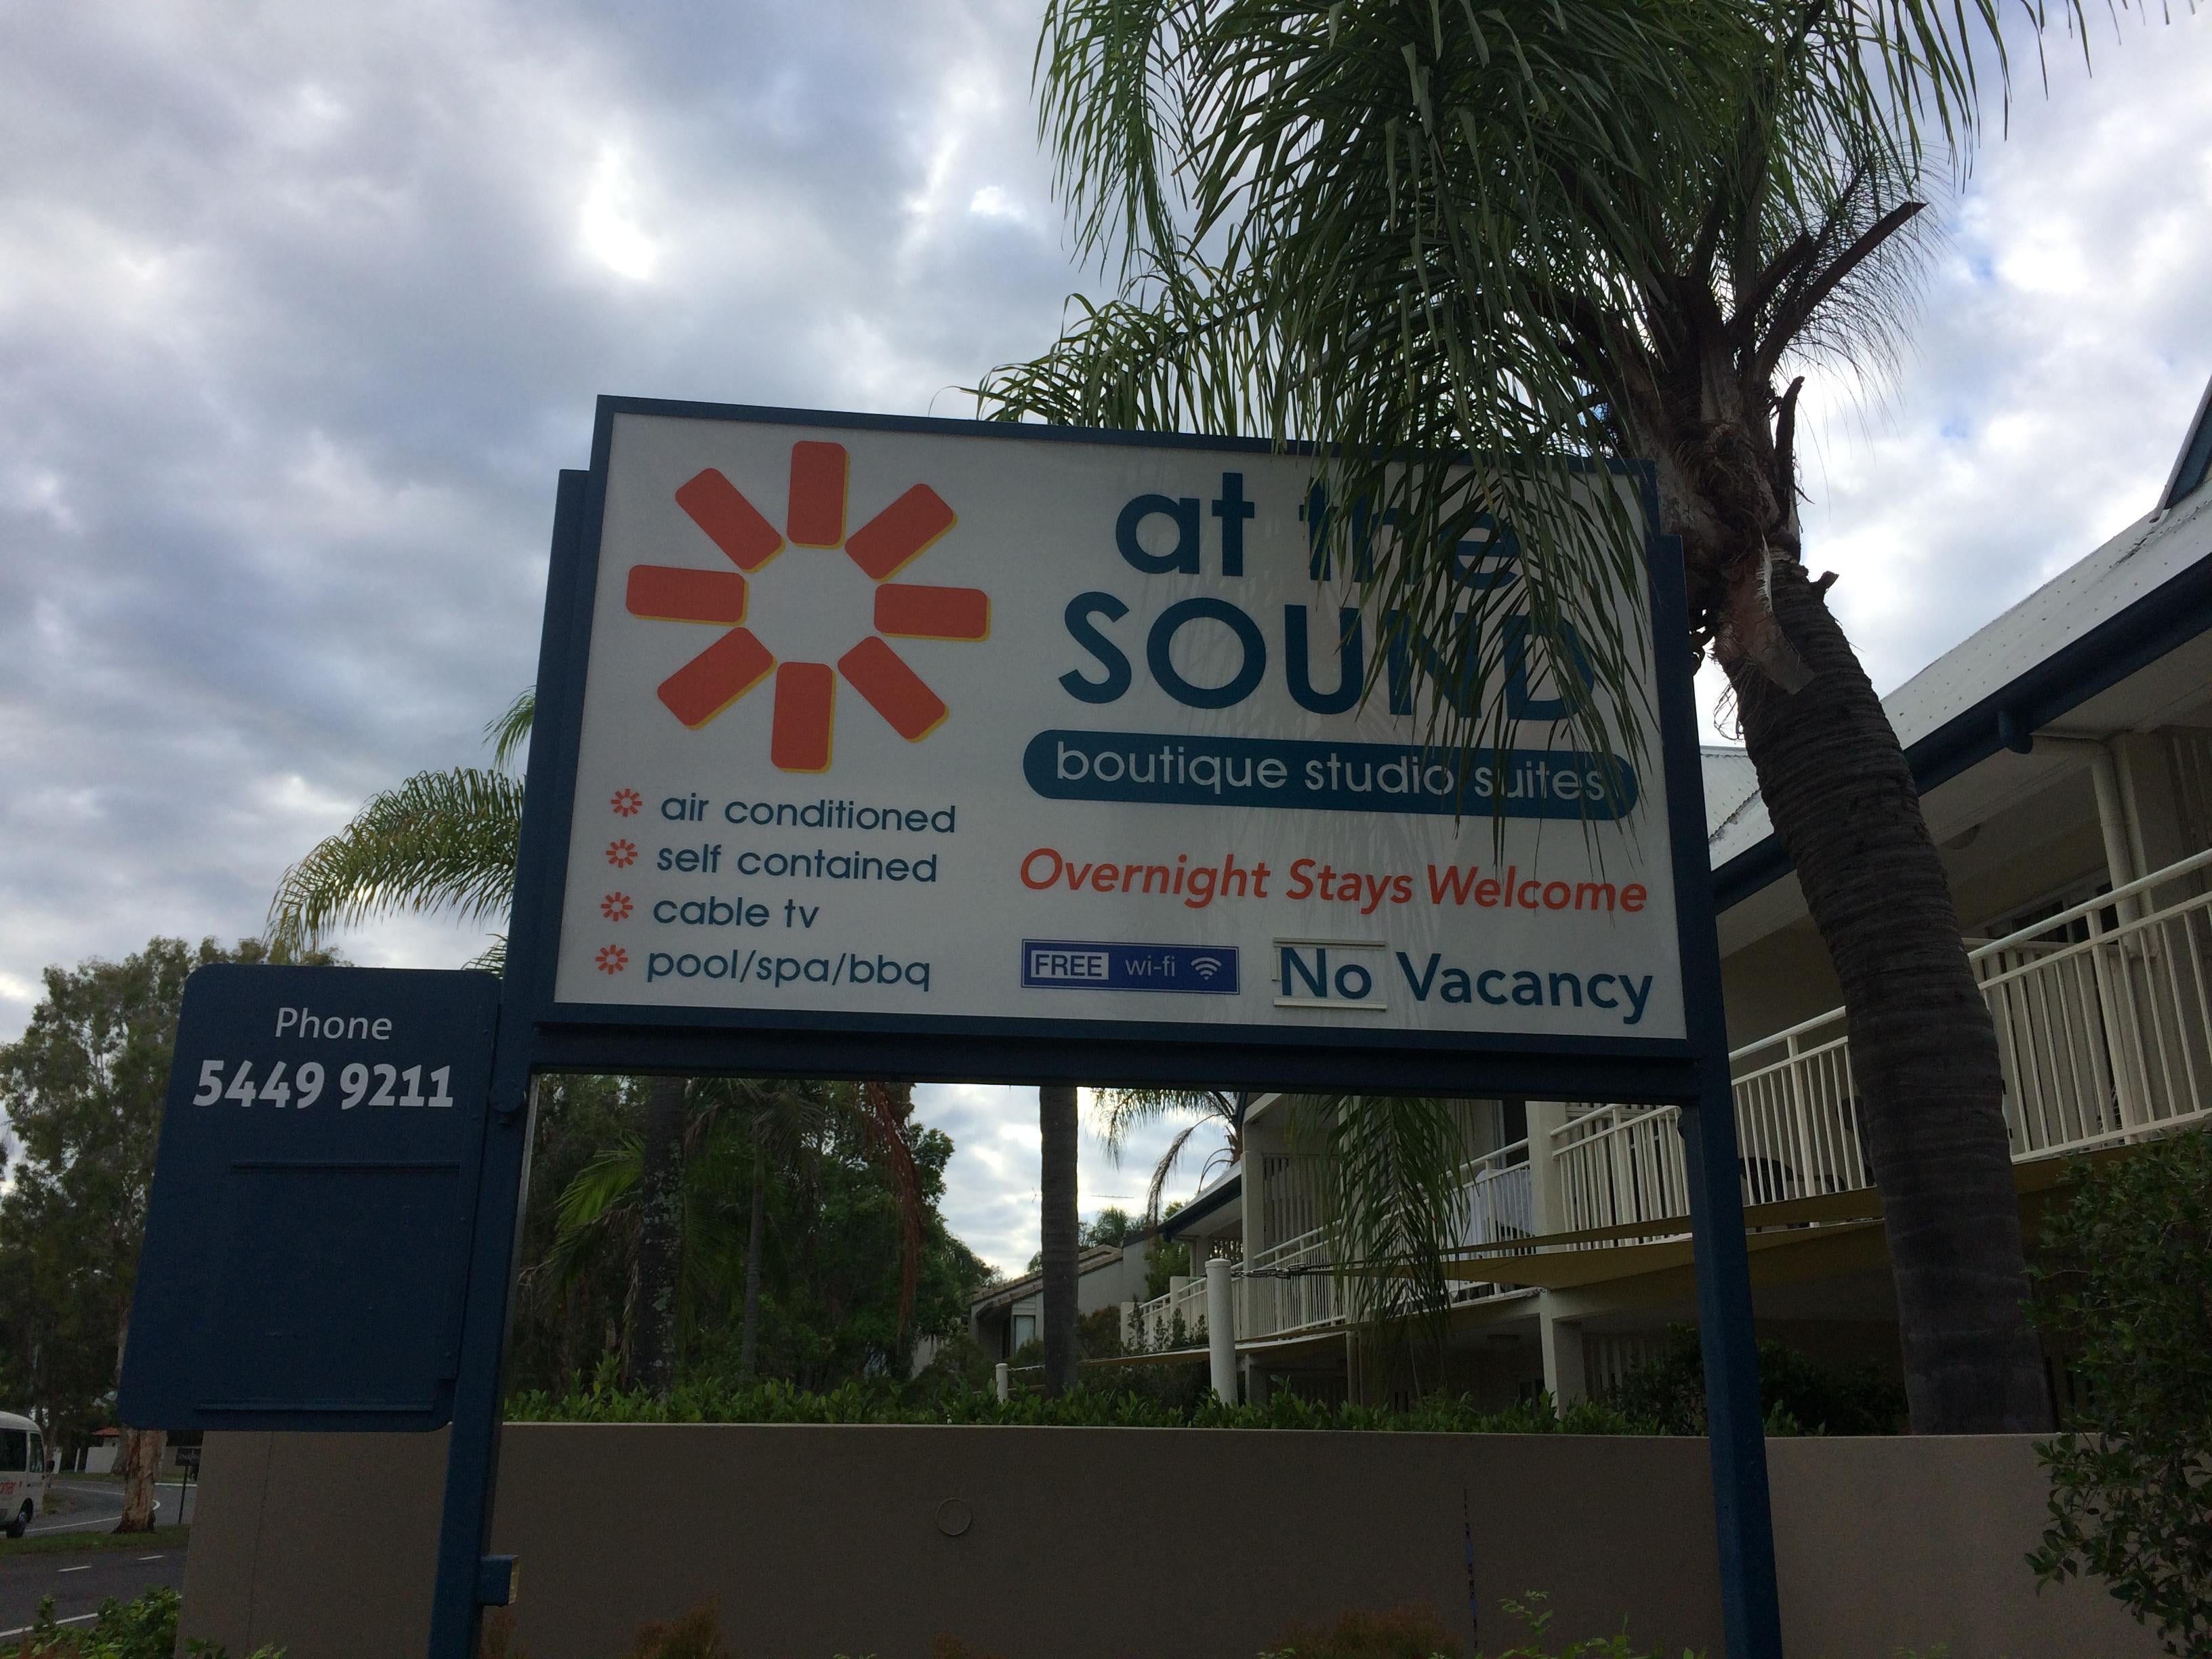 at the
SOUND
boutique studio suites
air conditioned
self contained
cable tv
pool/spa/bbq
Overnight Stays Welcome
FREE wi-fi
No Vacancy
Phone
5449 9211